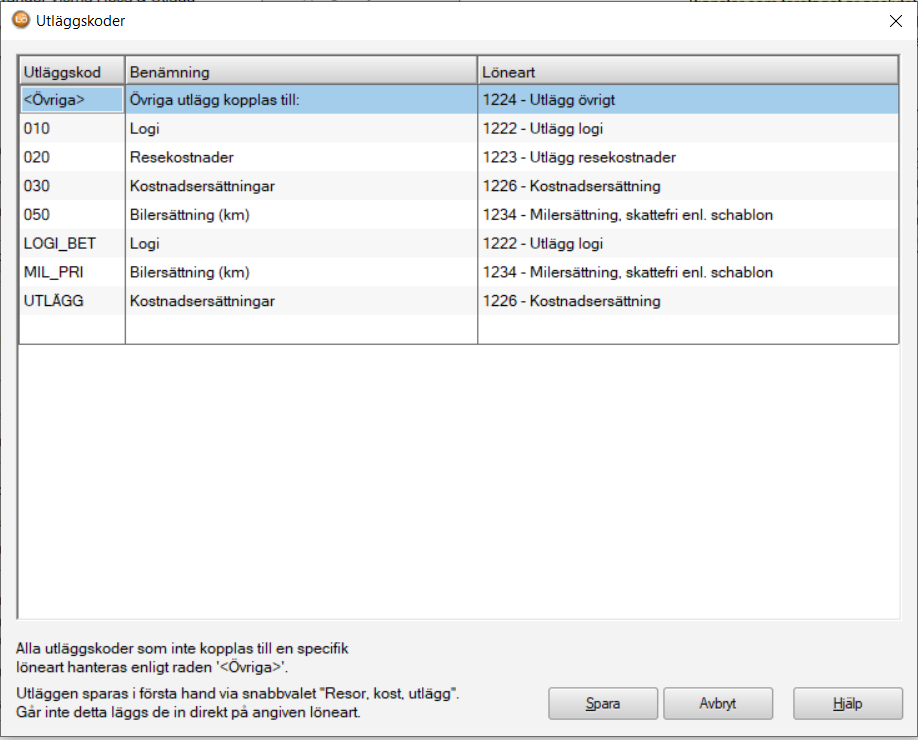 Utläggskoder
Utläggskod Benämning Löneart
<Övriga> Övriga utlägg kopplas till: 1224 - Utlägg övrigt
010 Logi 1222 - Utlägg logi
020 Resekostnader 1223 - Utlägg resekostnader
030 Kostnadsersättningar 1226 - Kostnadsersättning
050 Bilersättning (km) 1234 - Milersättning, skattefri enl. schablon
LOGI_BET Logi 1222 - Utlägg logi
MIL_PRI Bilersättning (km) 1234 - Milersättning, skattefri enl. schablon
UTLÄGG Kostnadsersättningar 1226 - Kostnadsersättning
Alla utläggskoder som inte kopplas till en specifik
löneart hanteras enligt raden '<Övriga>'.
Utläggen sparas i första hand via snabbvalet "Resor, kost, utlägg".
Går inte detta läggs de in direkt på angiven löneart.
Spara Avbryt Hjälp